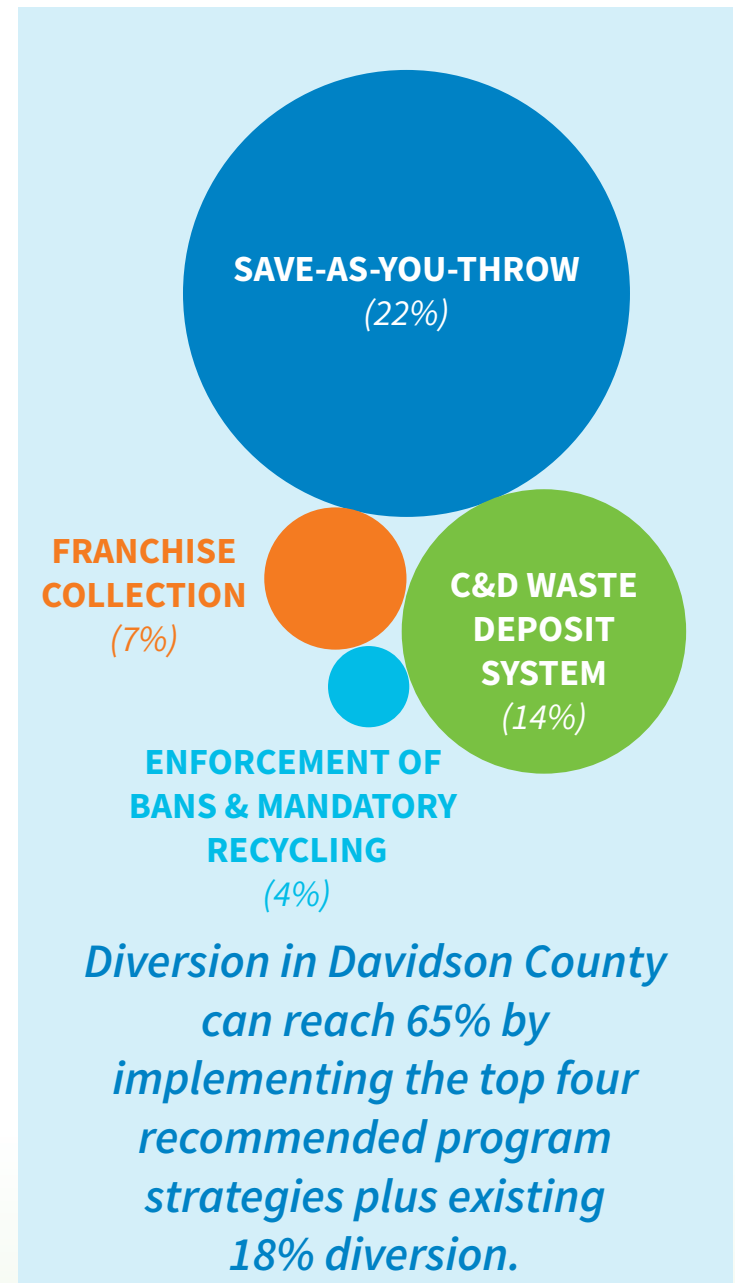 SAVE-AS-YOU-THROW
(22%)
FRANCHISE
COLLECTION
(7%)
C&D WASTE
DEPOSIT
SYSTEM
(14%)
ENFORCEMENT OF
BANS & MANDATORY
RECYCLING
(4%)
Diversion in Davidson County
can reach 65% by
implementing the top four
recommended program
strategies plus existing
18% diversion.